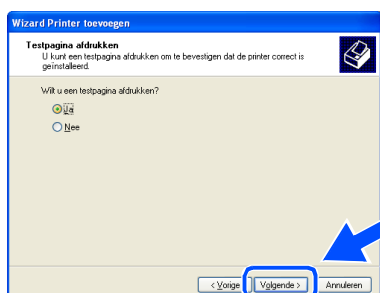 Wizard Printer toevoegen
Testpagina afdrukken
U kunt een testpagina afdrukken om te bevestigen dat de printer correct is
geïnstalleerd.
Wilt u een testpagina afdrukken?
Ja
Nee
< Vorige
Volgende >
Annuleren